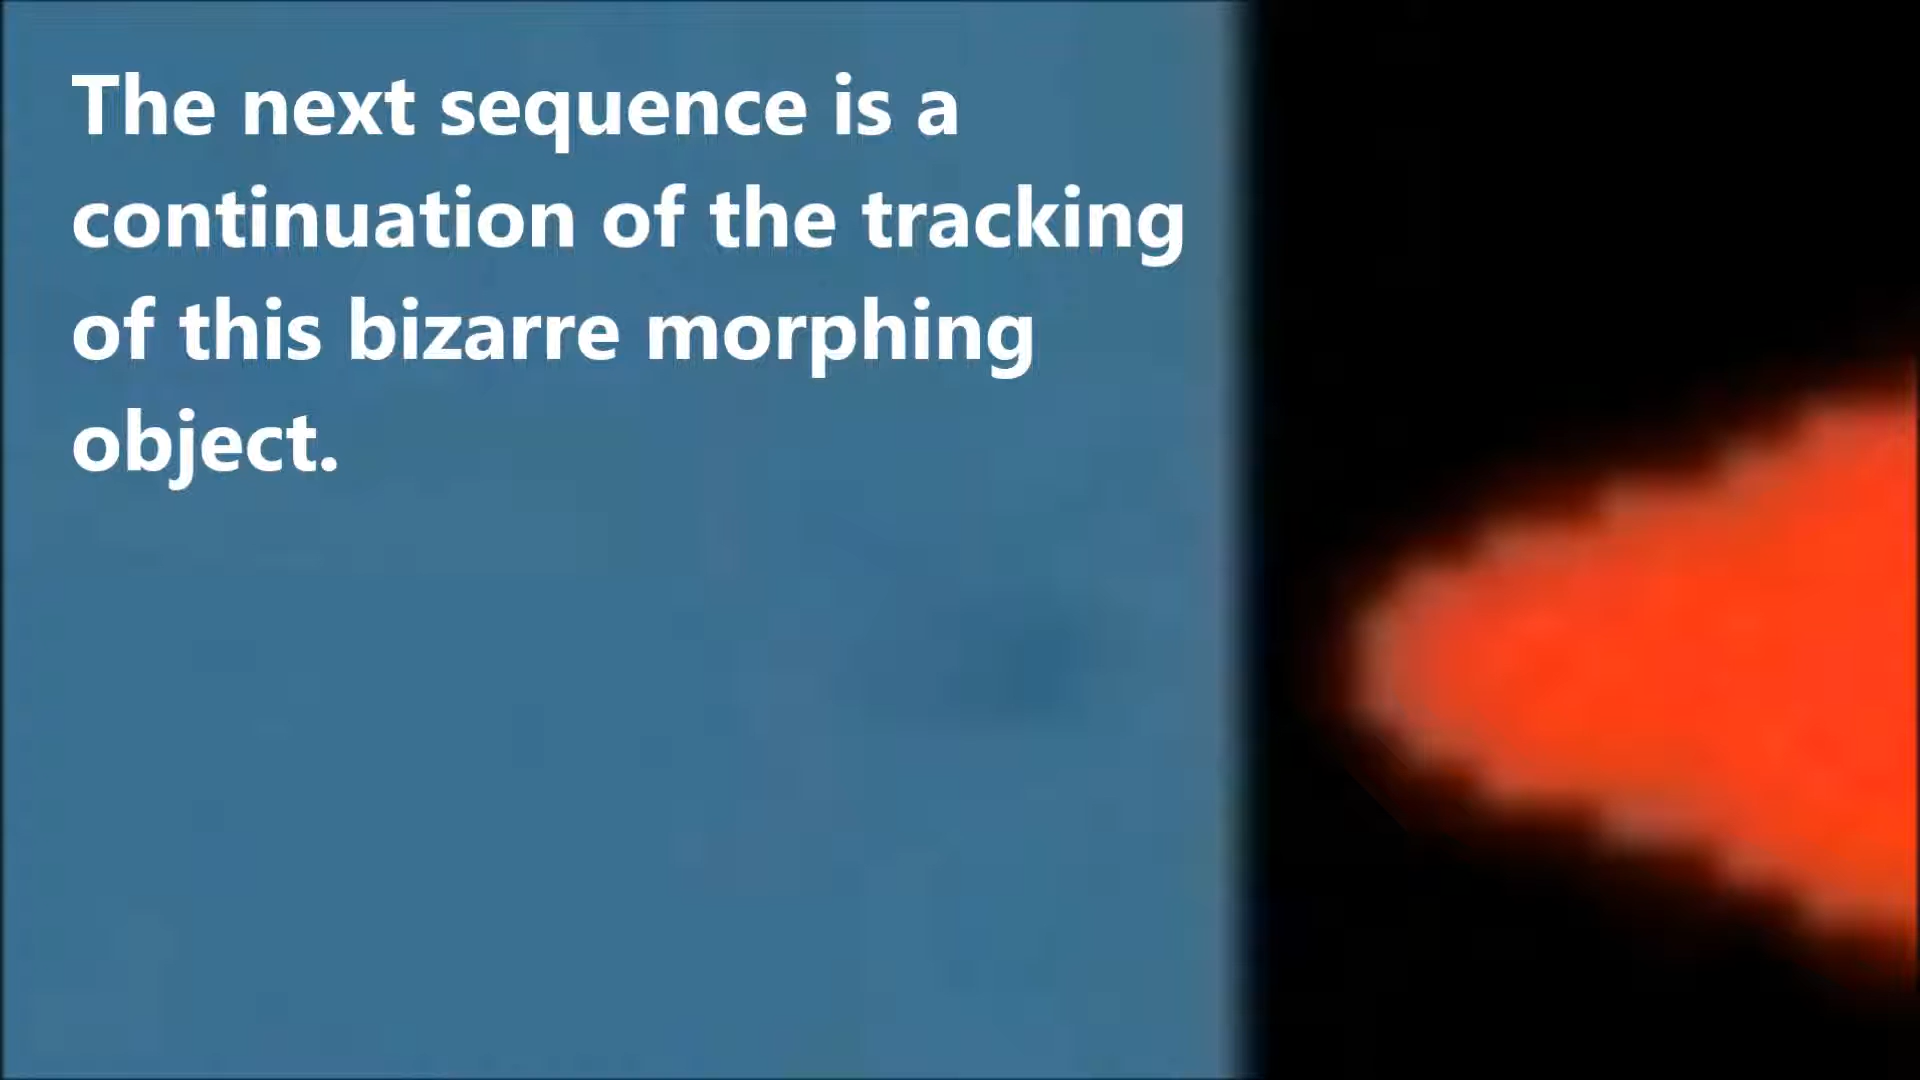 The next sequence is a
continuation of the tracking
of this bizarre morphing
object.